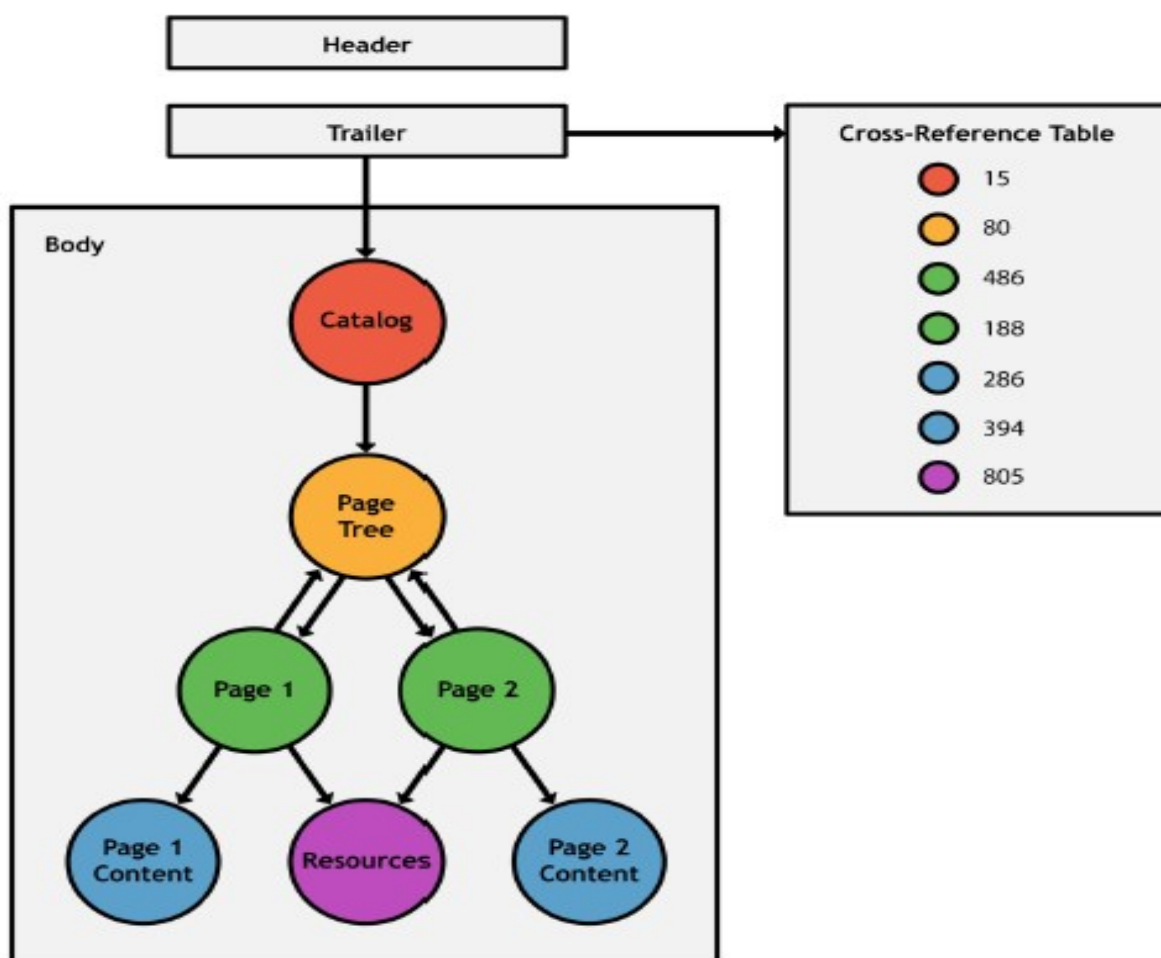 Header
Trailer
Cross-Reference Table
15
80
486
188
286
394
805
Body
Catalog
Page
Tree
Page 1
Page 2
Page 1
Content
Resources
Page 2
Content